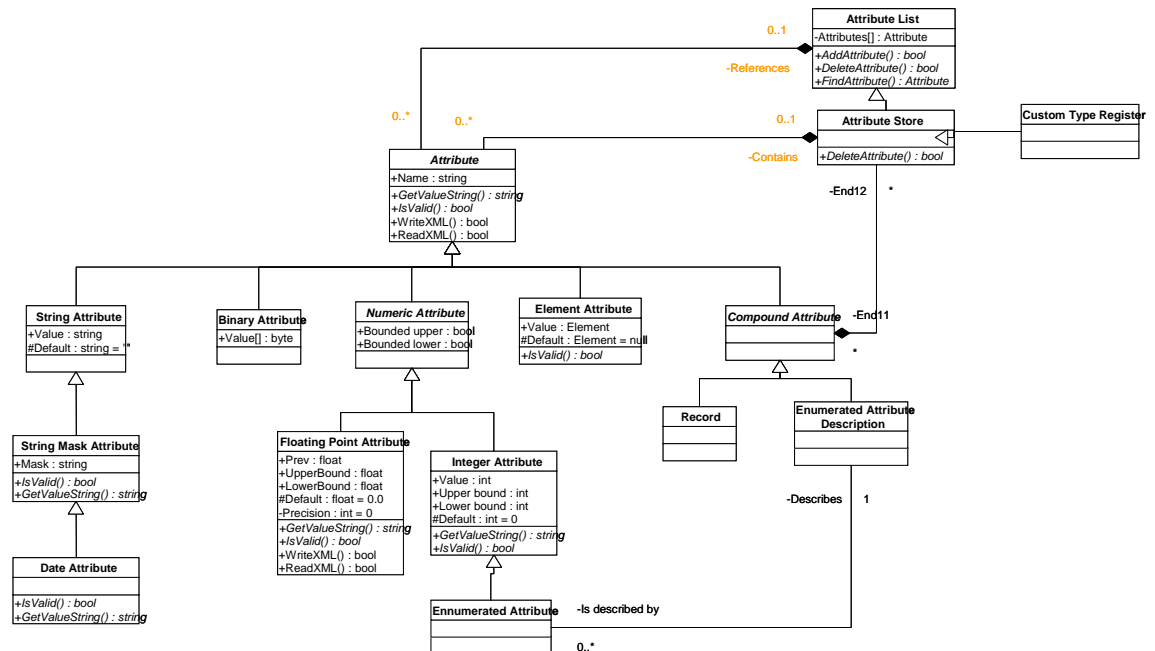 Attribute List
-Attributes[] : Attribute
+AddAttribute() : bool
+DeleteAttribute() : bool
+FindAttribute() : Attribute
0..1
-References
0..*
0..*
0..1
-Contains
Attribute Store
+DeleteAttribute() : bool
Custom Type Register
Attribute
+Name : string
+GetValueString() : string
+IsValid() : bool
+WriteXML() : bool
+ReadXML() : bool
-End12
*
String Attribute
+Value : string
#Default : string = ""
Binary Attribute
+Value[] : byte
Numeric Attribute
+Bounded upper : bool
+Bounded lower : bool
Element Attribute
+Value : Element
#Default : Element = null
+IsValid() : bool
Compound Attribute
-End11
*
Record
Enumerated Attribute
Description
String Mask Attribute
+Mask : string
+IsValid() : bool
+GetValueString() : string
Floating Point Attribute
+Prev : float
+UpperBound : float
+LowerBound : float
#Default : float = 0.0
-Precision : int = 0
+GetValueString() : string
+IsValid() : bool
+WriteXML() : bool
+ReadXML() : bool
Integer Attribute
+Value : int
+Upper bound : int
+Lower bound : int
#Default : int = 0
+GetValueString() : string
+IsValid() : bool
-Describes
1
Date Attribute
+IsValid() : bool
+GetValueString() : string
Ennumerated Attribute
-Is described by
0..*